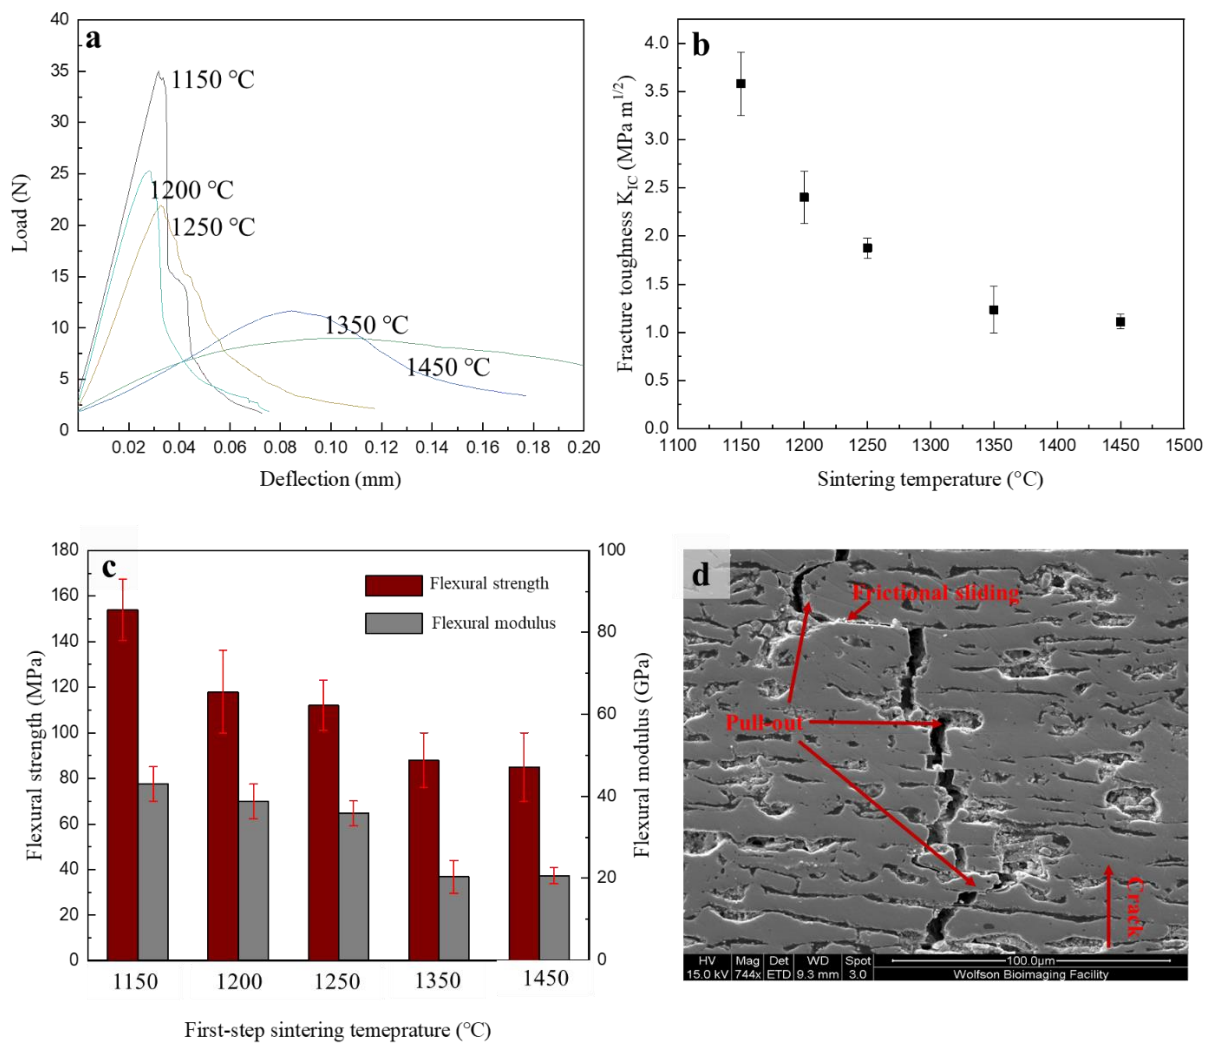 a
40
35
30
25
20
15
10
5
0
0.02 0.04 0.06 0.08 0.10 0.12 0.14 0.16 0.18 0.20
Load (N)
Deflection (mm)
1150 °C
1200 °C
1250 °C
1350 °C
1450 °C
b
4.0
3.5
3.0
2.5
2.0
1.5
1.0
0.5
0.0
1100 1150 1200 1250 1300 1350 1400 1450 1500
Fracture toughness K_IC (MPa m^1/2)
Sintering temperature (°C)
c
180
160
140
120
100
80
60
40
20
0
100
80
60
40
20
0
Flexural strength
Flexural modulus
Flexural strength (MPa)
Flexural modulus (GPa)
1150 1200 1250 1350 1450
First-step sintering temeprature (°C)
d
Frictional sliding
Pull-out
Crack
HV Mag Det WD Spot
15.0 kV 744x ETD 9.3 mm 3.0
100.0µm
Wolfson Bioimaging Facility